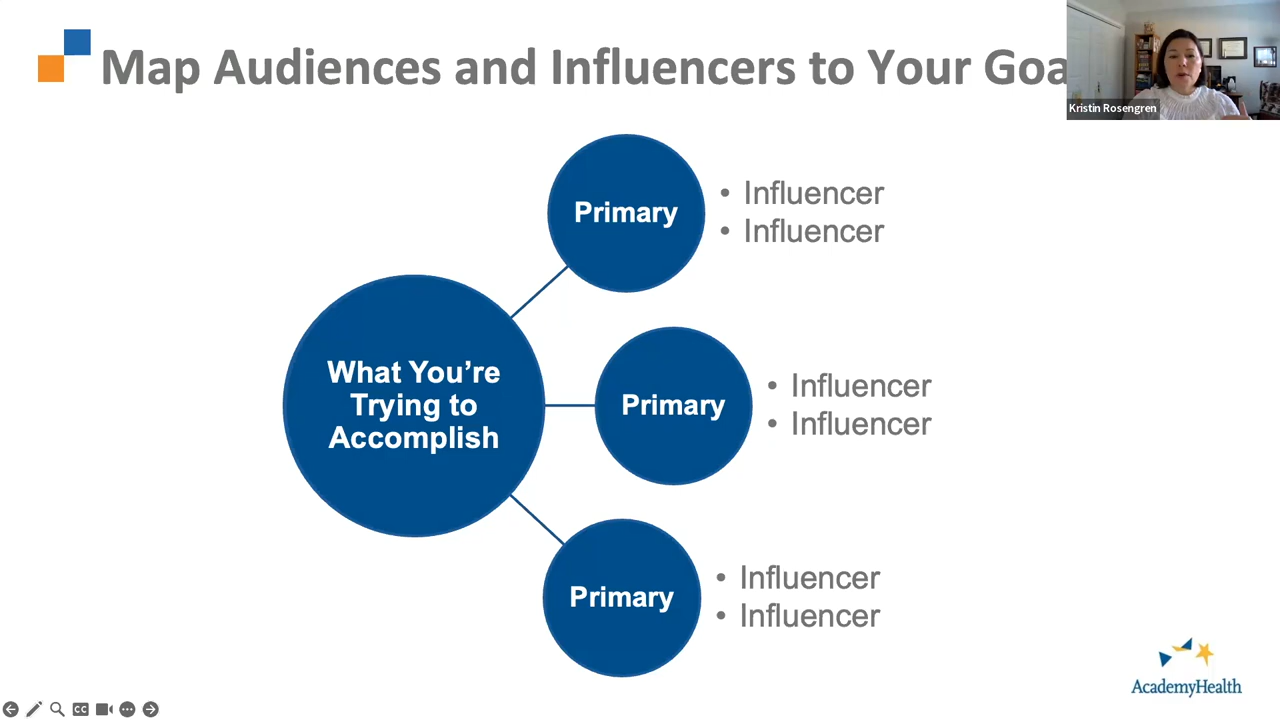 Map Audiences and Influencers to Your Goa
Kristin Rosengren
Primary
• Influencer
• Influencer
What You're
Trying to
Accomplish
Primary
• Influencer
• Influencer
Primary
• Influencer
• Influencer
AcademyHealth
CC